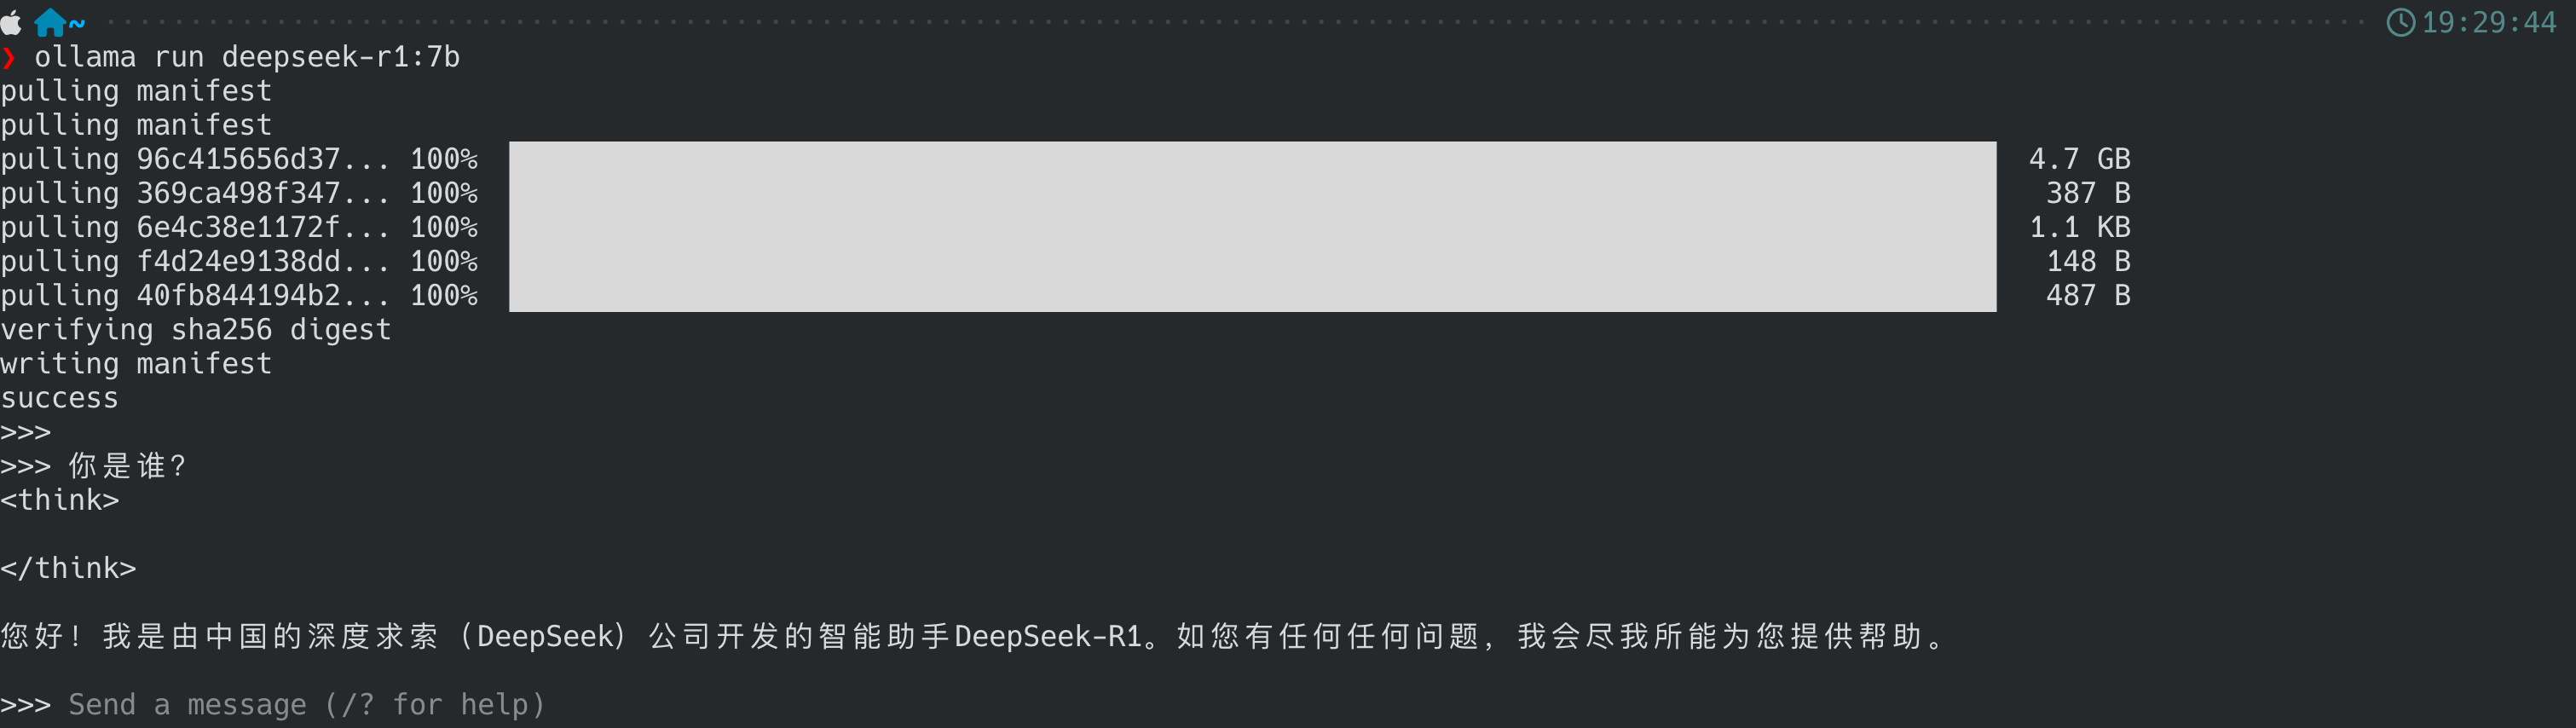 ~ 19:29:44
❯ ollama run deepseek-r1:7b
pulling manifest
pulling manifest
pulling 96c415656d37... 100% 4.7 GB
pulling 369ca498f347... 100% 387 B
pulling 6e4c38e1172f... 100% 1.1 KB
pulling f4d24e9138dd... 100% 148 B
pulling 40fb844194b2... 100% 487 B
verifying sha256 digest
writing manifest
success
>>>
>>> 你是谁？
<think>
</think>
您好！我是由中国的深度求索（DeepSeek）公司开发的智能助手DeepSeek-R1。如您有任何任何问题，我会尽我所能为您提供帮助。
>>> Send a message (/? for help)